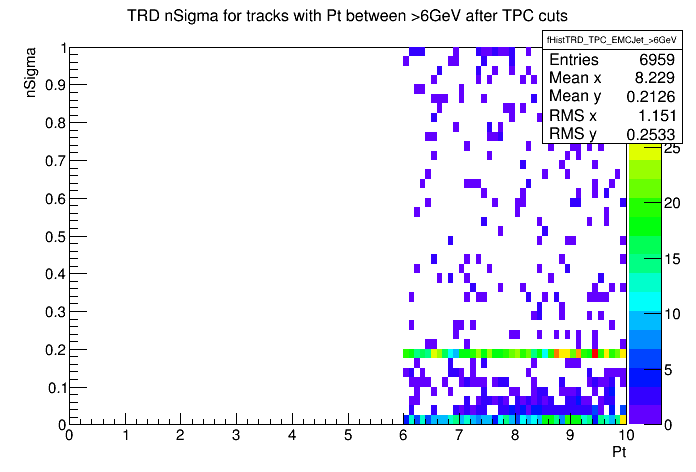 TRD nSigma for tracks with Pt between >6GeV after TPC cuts
fHistTRD_TPC_EMCJet_>6GeV
Entries 6959
Mean x 8.229
Mean y 0.2126
RMS x 1.151
RMS y 0.2533
nSigma
1
0.9
0.8
0.7
0.6
0.5
0.4
0.3
0.2
0.1
0
25
20
15
10
5
0
0 1 2 3 4 5 6 7 8 9 10
Pt